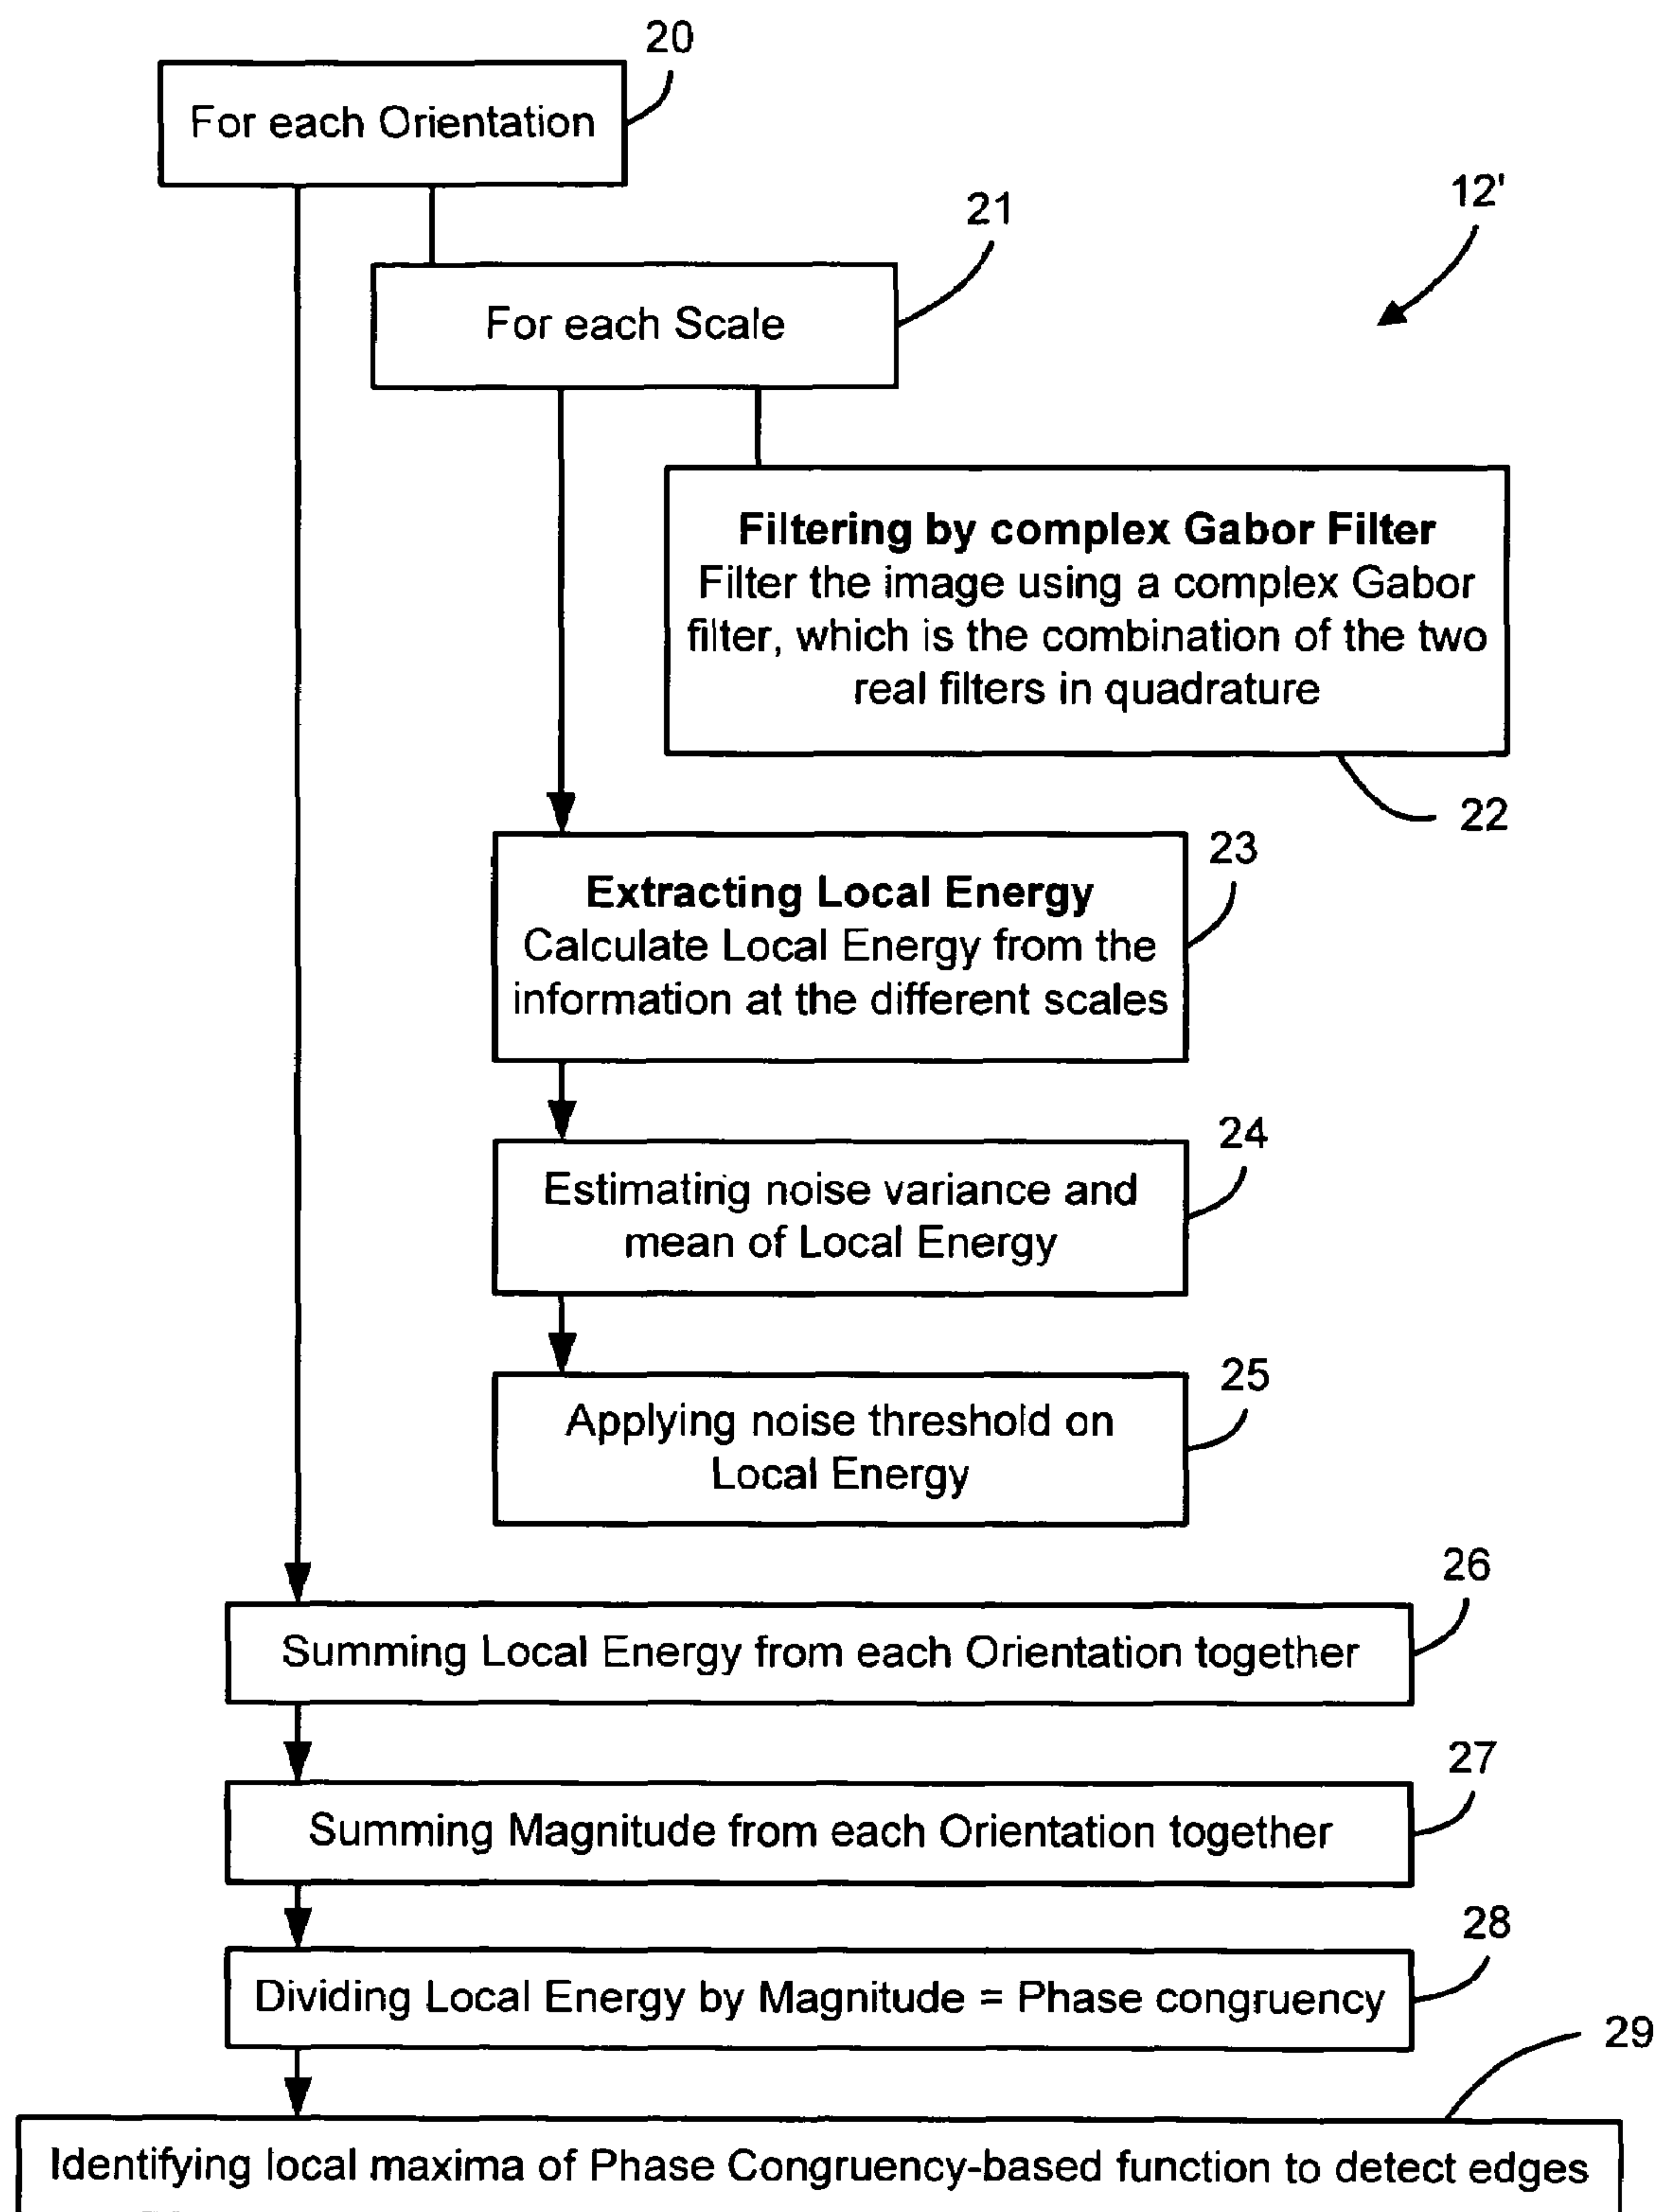 20
For each Orientation
12'
21
For each Scale
Filtering by complex Gabor Filter
Filter the image using a complex Gabor
filter, which is the combination of the two
real filters in quadrature
22
23
Extracting Local Energy
Calculate Local Energy from the
information at the different scales
24
Estimating noise variance and
mean of Local Energy
25
Applying noise threshold on
Local Energy
26
Summing Local Energy from each Orientation together
27
Summing Magnitude from each Orientation together
28
Dividing Local Energy by Magnitude = Phase congruency
29
Identifying local maxima of Phase Congruency-based function to detect edges